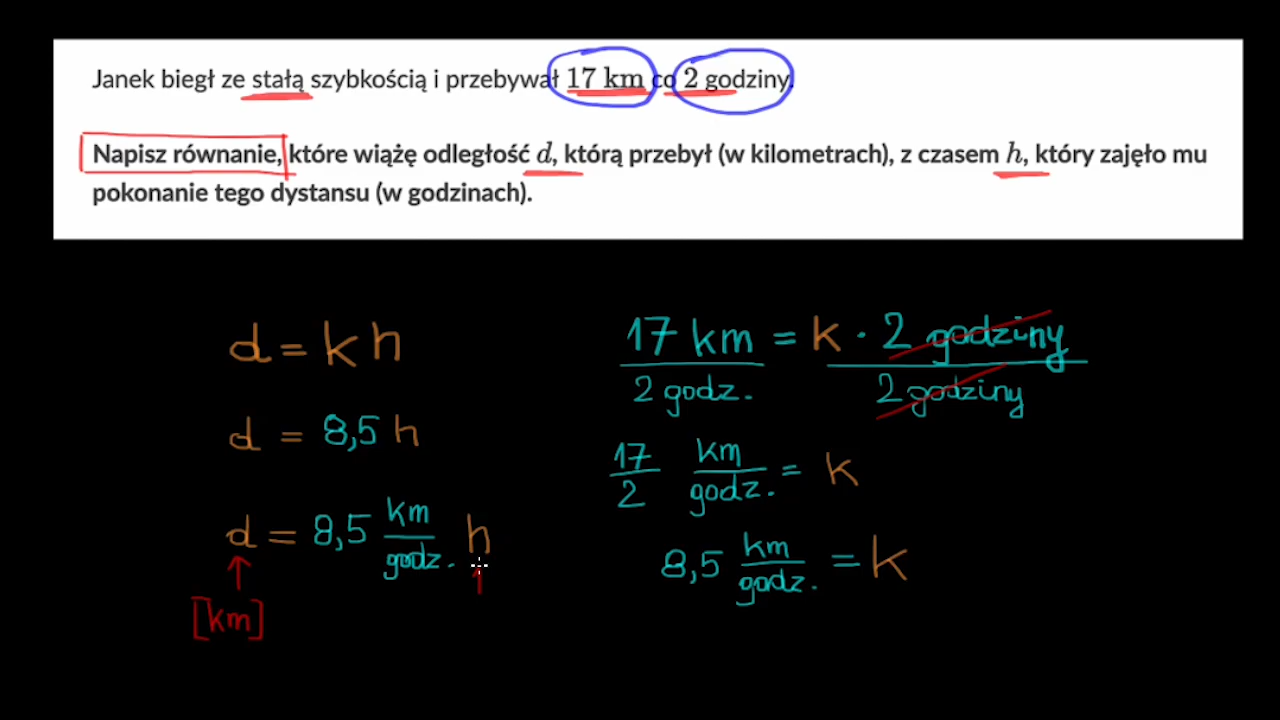 Janek biegł ze stałą szybkością i przebywał 17 km co 2 godziny.
Napisz równanie, które wiążę odległość d, którą przebył (w kilometrach), z czasem h, który zajęło mu
pokonanie tego dystansu (w godzinach).
d = k h
d = 8,5 h
d = 8,5 km/godz. h
[km]
17 km / 2 godz. = k · 2 godziny / 2 godziny
17/2 km/godz. = k
8,5 km/godz. = k